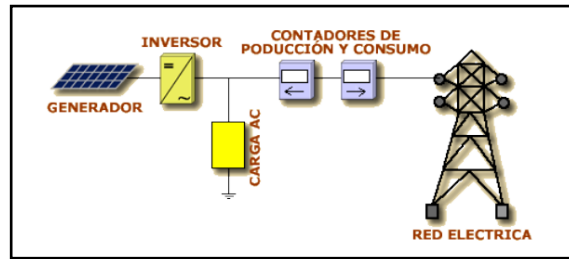 INVERSOR
CONTADORES DE
PODUCCIÓN Y CONSUMO
GENERADOR
CARGA AC
RED ELECTRICA